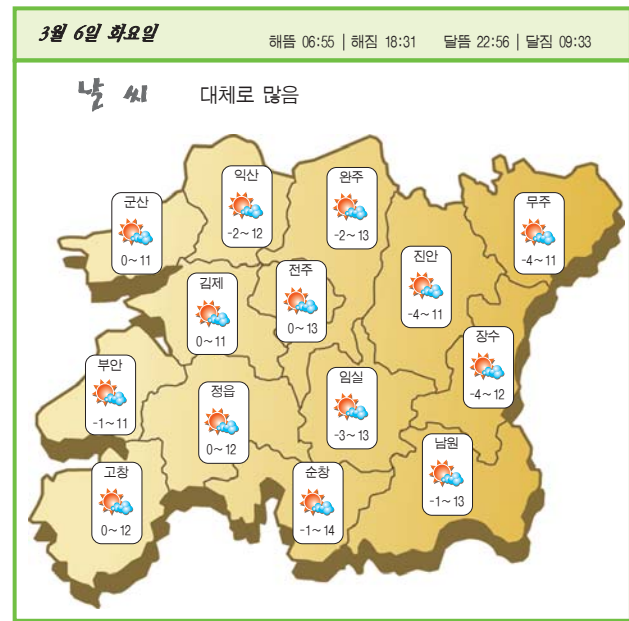 3월 6일 화요일
해뜸 06:55 | 해짐 18:31 달뜸 22:56 | 달짐 09:33
날 씨 대체로 많음
익산
-2~12
완주
-2~13
무주
-4~11
군산
0~11
진안
-4~11
전주
0~13
김제
0~11
장수
-4~12
부안
-1~11
임실
-3~13
정읍
0~12
남원
-1~13
고창
0~12
순창
-1~14